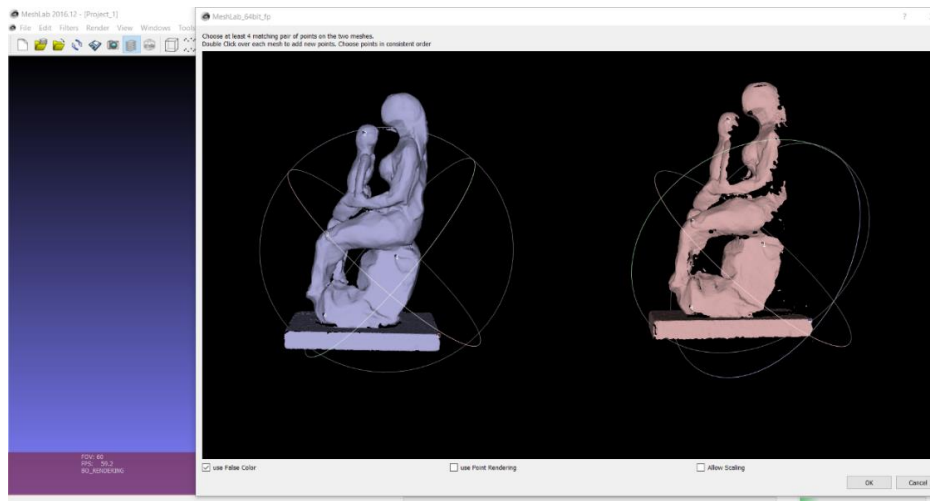 MeshLab 2016.12 - [Project_1]
File Edit Filters Render View Windows Tools
MeshLab_64bit_fp
Choose at least 4 matching pair of points on the two meshes.
Double Click over each mesh to add new points. Choose points in consistent order
FOV: 60
FPS: 59.2
BO_RENDERING
use False Color
use Point Rendering
Allow Scaling
OK
Cancel